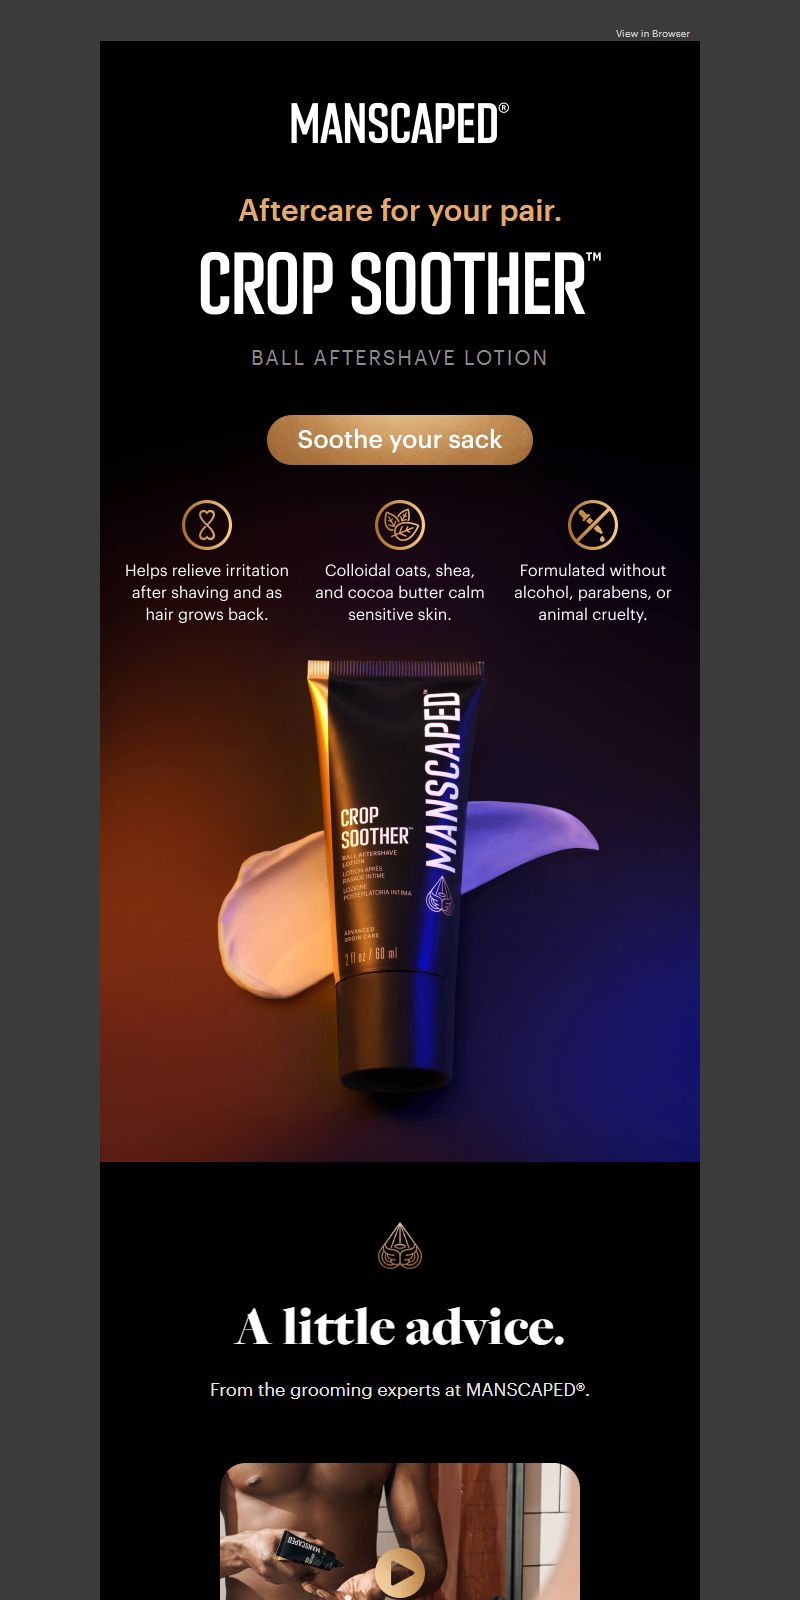 View in Browser
MANSCAPED®
Aftercare for your pair.
CROP SOOTHER™
BALL AFTERSHAVE LOTION
Soothe your sack
Helps relieve irritation
after shaving and as
hair grows back.
Colloidal oats, shea,
and cocoa butter calm
sensitive skin.
Formulated without
alcohol, parabens, or
animal cruelty.
MANSCAPED™
CROP
SOOTHER™
BALL AFTERSHAVE
LOTION
LOTION APRÈS
RASAGE INTIME
LOZIONE
POSTEPILATORIA INTIMA
ADVANCED
GROIN CARE
2 fl oz / 60 ml
A little advice.
From the grooming experts at MANSCAPED®.
MANSCAPED